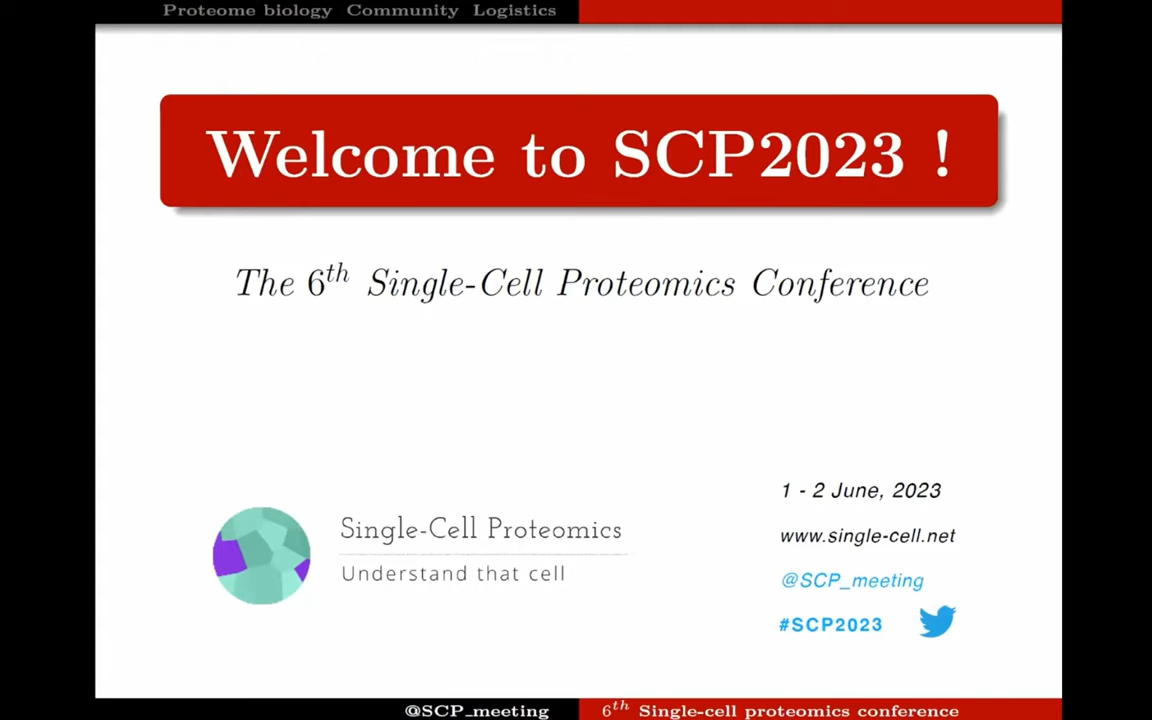 Proteome biology Community Logistics
Welcome to SCP2023 !
The 6th Single-Cell Proteomics Conference
1 - 2 June, 2023
www.single-cell.net
@SCP_meeting
#SCP2023
Single-Cell Proteomics
Understand that cell
@SCP_meeting 6th Single-cell proteomics conference